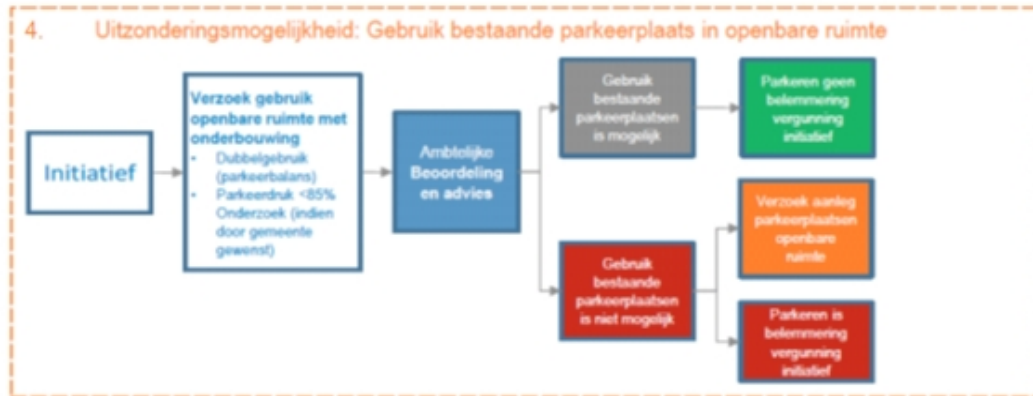 4. Uitzonderingsmogelijkheid: Gebruik bestaande parkeerplaats in openbare ruimte
Initiatief
Verzoek gebruik
openbare ruimte met
onderbouwing
• Dubbelgebruik
(parkeerbalans)
• Parkeerdruk <85%
Onderzoek (indien
door gemeente
gewenst)
Ambtelijke
Beoordeling
en advies
Gebruik
bestaande
parkeerplaatsen
is mogelijk
Parkeren geen
belemmering
vergunning
initiatief
Gebruik
bestaande
parkeerplaatsen
is niet mogelijk
Verzoek aanleg
parkeerplaatsen
openbare
ruimte
Parkeren is
belemmering
vergunning
initiatief